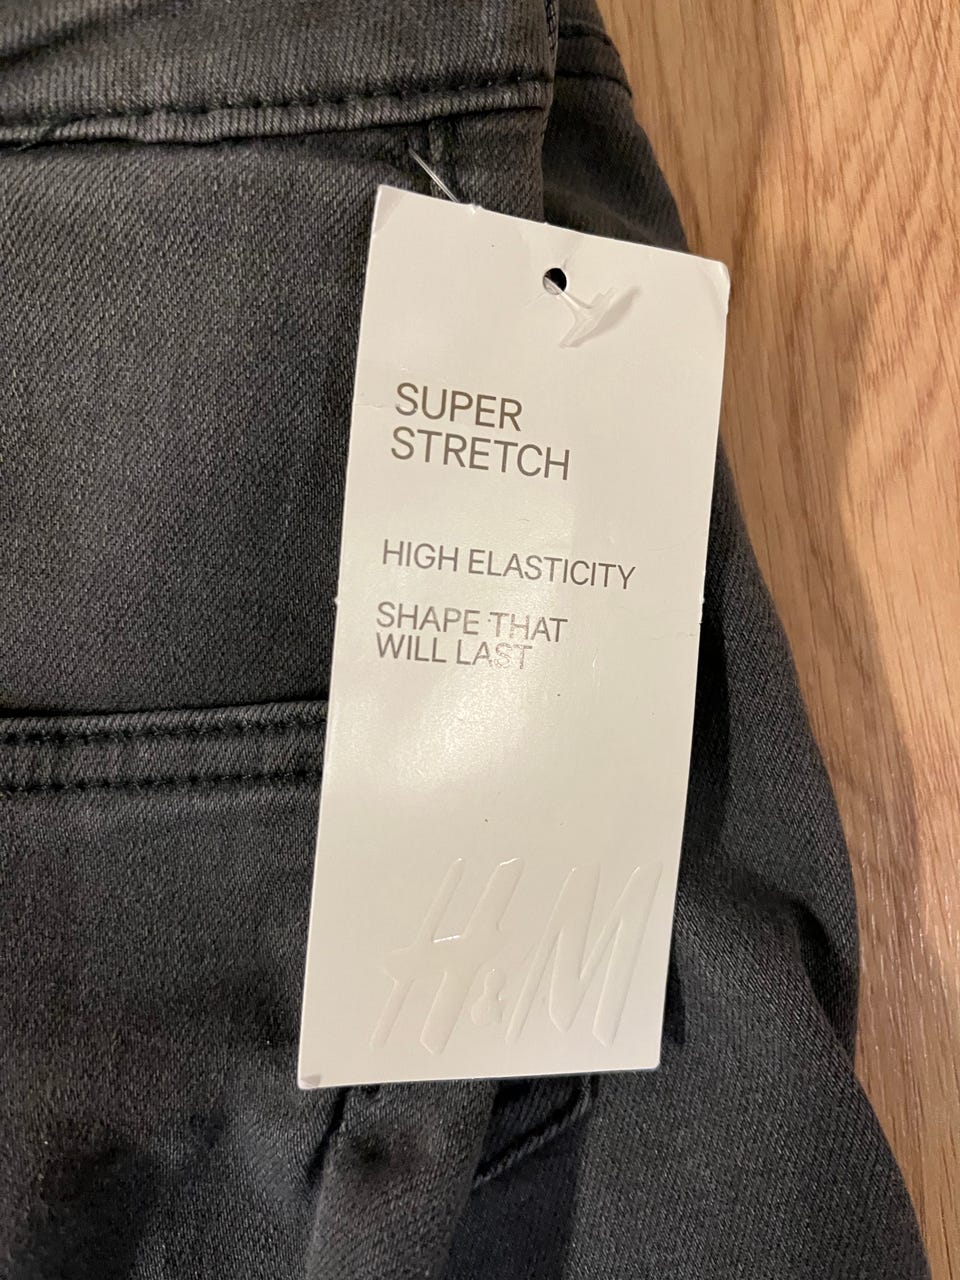 SUPER
STRETCH
HIGH ELASTICITY
SHAPE THAT
WILL LAST
H&M